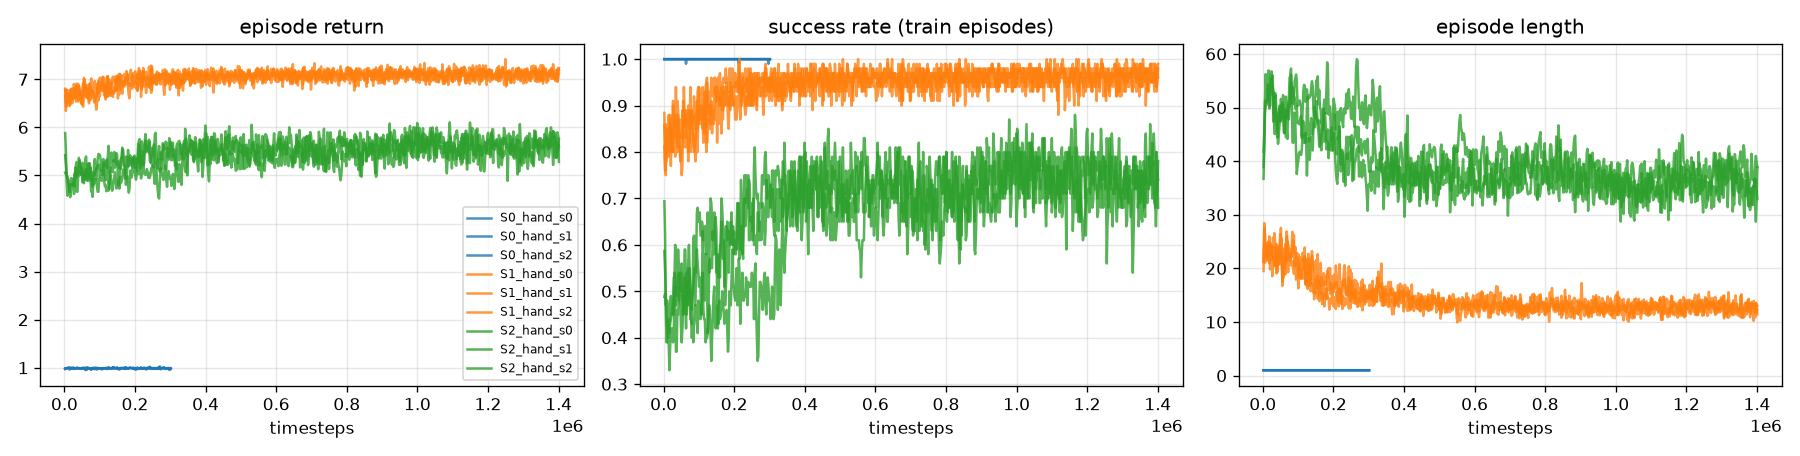 episode return
7
6
5
4
3
2
1
0.0 0.2 0.4 0.6 0.8 1.0 1.2 1.4
1e6
timesteps
S0_hand_s0
S0_hand_s1
S0_hand_s2
S1_hand_s0
S1_hand_s1
S1_hand_s2
S2_hand_s0
S2_hand_s1
S2_hand_s2
success rate (train episodes)
1.0
0.9
0.8
0.7
0.6
0.5
0.4
0.3
0.0 0.2 0.4 0.6 0.8 1.0 1.2 1.4
1e6
timesteps
episode length
60
50
40
30
20
10
0
0.0 0.2 0.4 0.6 0.8 1.0 1.2 1.4
1e6
timesteps